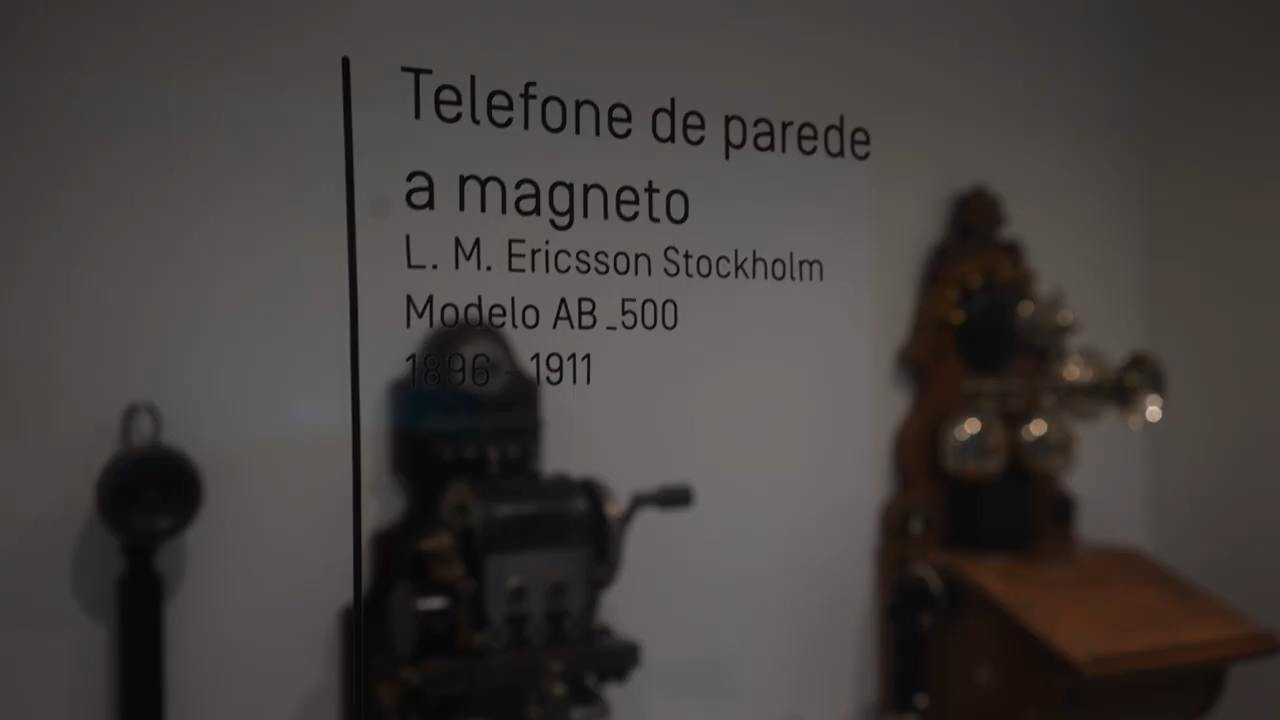 Telefone de parede
a magneto
L. M. Ericsson Stockholm
Modelo AB_500
1896 - 1911